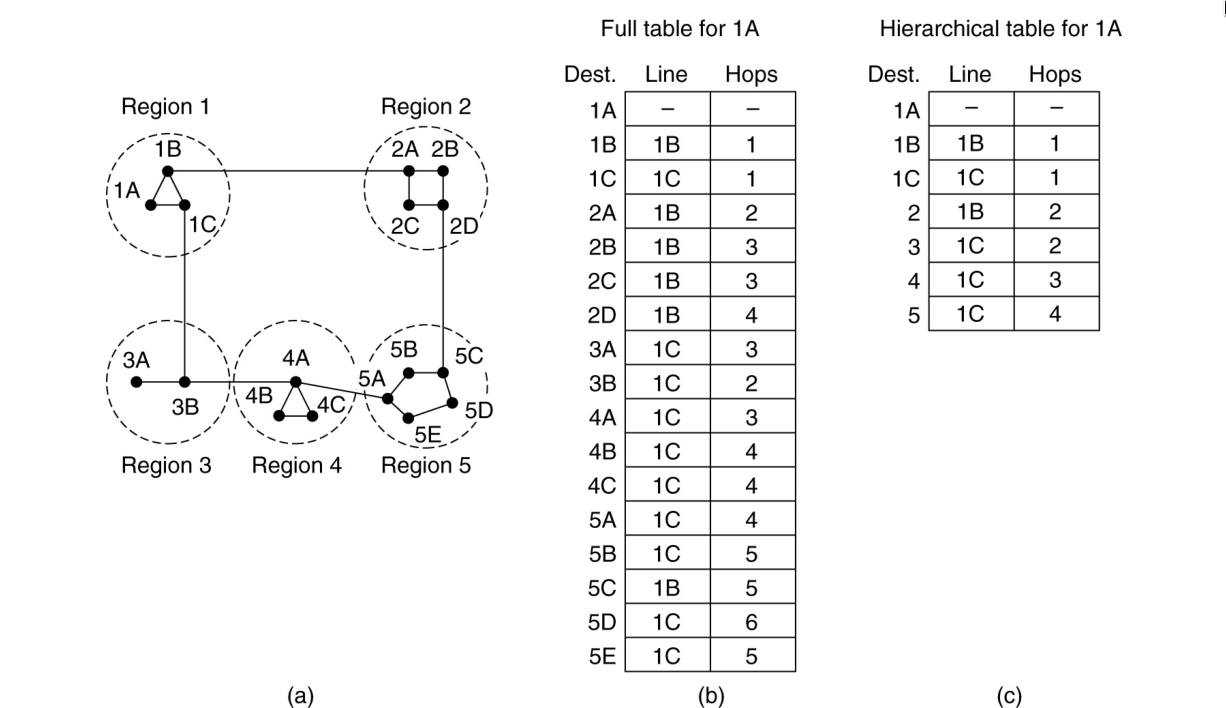 Full table for 1A
Hierarchical table for 1A
Dest. Line Hops
Dest. Line Hops
Region 1
Region 2
1B
2A 2B
1A
1C
2C
2D
3A
3B
4A
4B
4C
5A
5B
5C
5D
5E
Region 3
Region 4
Region 5
(a)
1A – –
1B 1B 1
1C 1C 1
2A 1B 2
2B 1B 3
2C 1B 3
2D 1B 4
3A 1C 3
3B 1C 2
4A 1C 3
4B 1C 4
4C 1C 4
5A 1C 4
5B 1C 5
5C 1B 5
5D 1C 6
5E 1C 5
(b)
1A – –
1B 1B 1
1C 1C 1
2 1B 2
3 1C 2
4 1C 3
5 1C 4
(c)